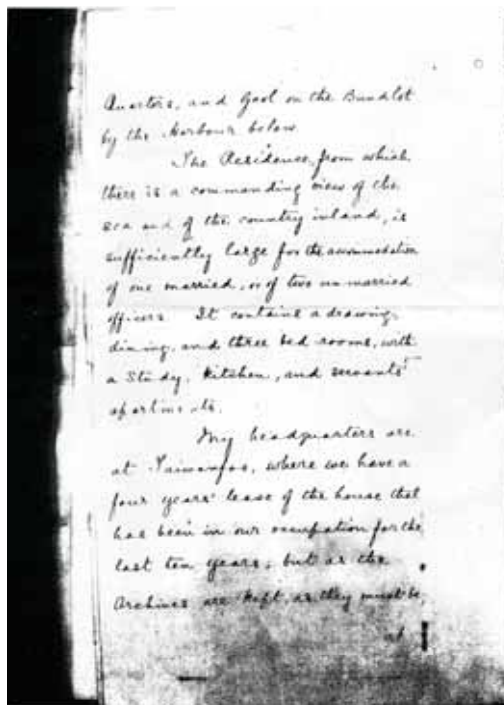 Quarters, and Gaol on the Bundlot
by the Harbour below.
The Residence, from which
there is a commanding view of the
sea and of the country inland, is
sufficiently large for the accommodation
of one married, or of two unmarried
officers. It contains a drawing,
dining, and three bed rooms, with
a Study, Kitchen, and Servants'
apartments.
My headquarters are
at Taiwanfoo, where we have a
four years' lease of the house that
has been in our occupation for the
last ten years; but as the
Archives are kept, as they must be,
at